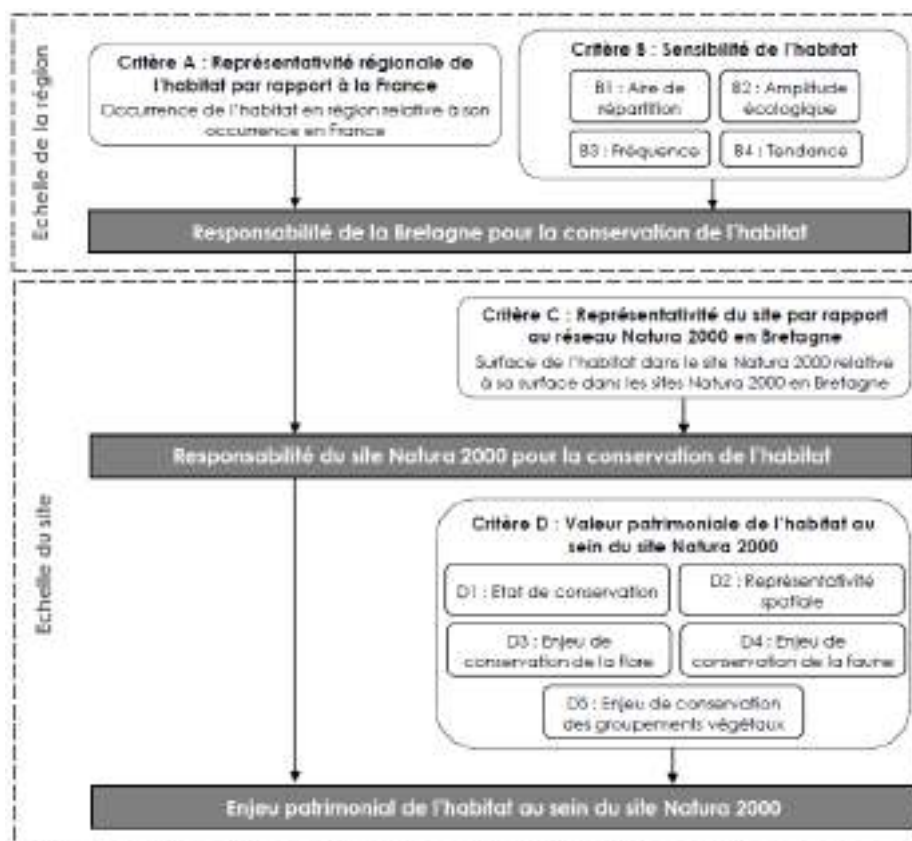 Echelle de la région
Critère A : Représentativité régionale de
l'habitat par rapport à la France
Occurrence de l'habitat en région relative à son
occurrence en France
Critère B : Sensibilité de l'habitat
B1 : Aire de
répartition
B2 : Amplitude
écologique
B3 : Fréquence
B4 : Tendance
Responsabilité de la Bretagne pour la conservation de l'habitat
Echelle du site
Critère C : Représentativité du site par rapport
au réseau Natura 2000 en Bretagne
Surface de l'habitat dans le site Natura 2000 relative
à sa surface dans les sites Natura 2000 en Bretagne
Responsabilité du site Natura 2000 pour la conservation de l'habitat
Critère D : Valeur patrimoniale de l'habitat au
sein du site Natura 2000
D1 : Etat de conservation
D2 : Représentativité
spatiale
D3 : Enjeu de
conservation de la flore
D4 : Enjeu de
conservation de la faune
D5 : Enjeu de conservation
des groupements végétaux
Enjeu patrimonial de l'habitat au sein du site Natura 2000